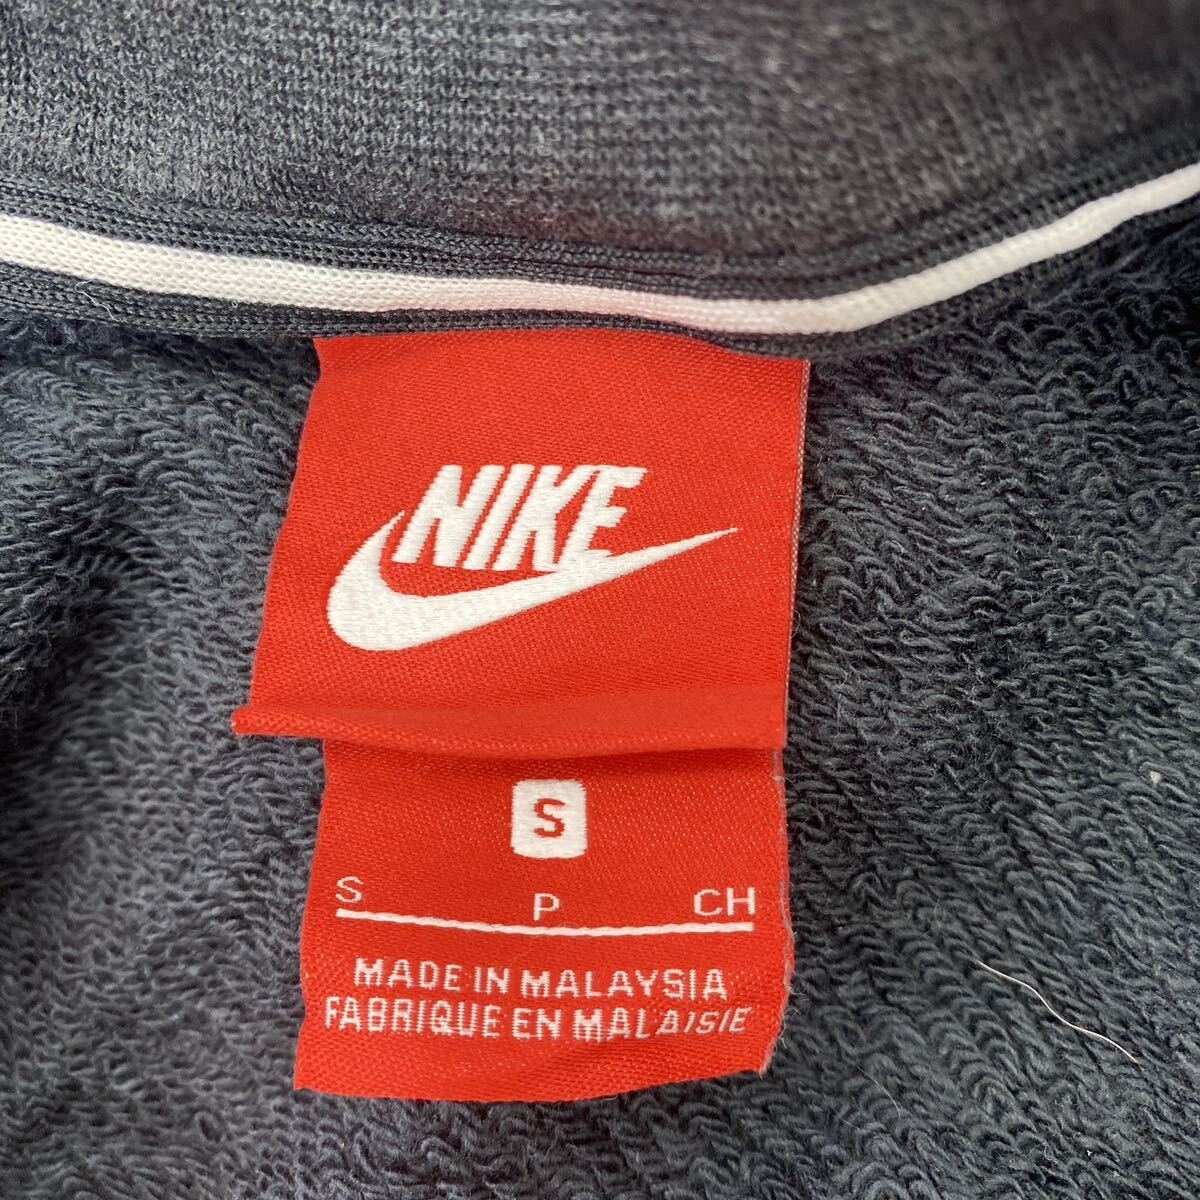 NIKE
S
S P CH
MADE IN MALAYSIA
FABRIQUE EN MALAISIE